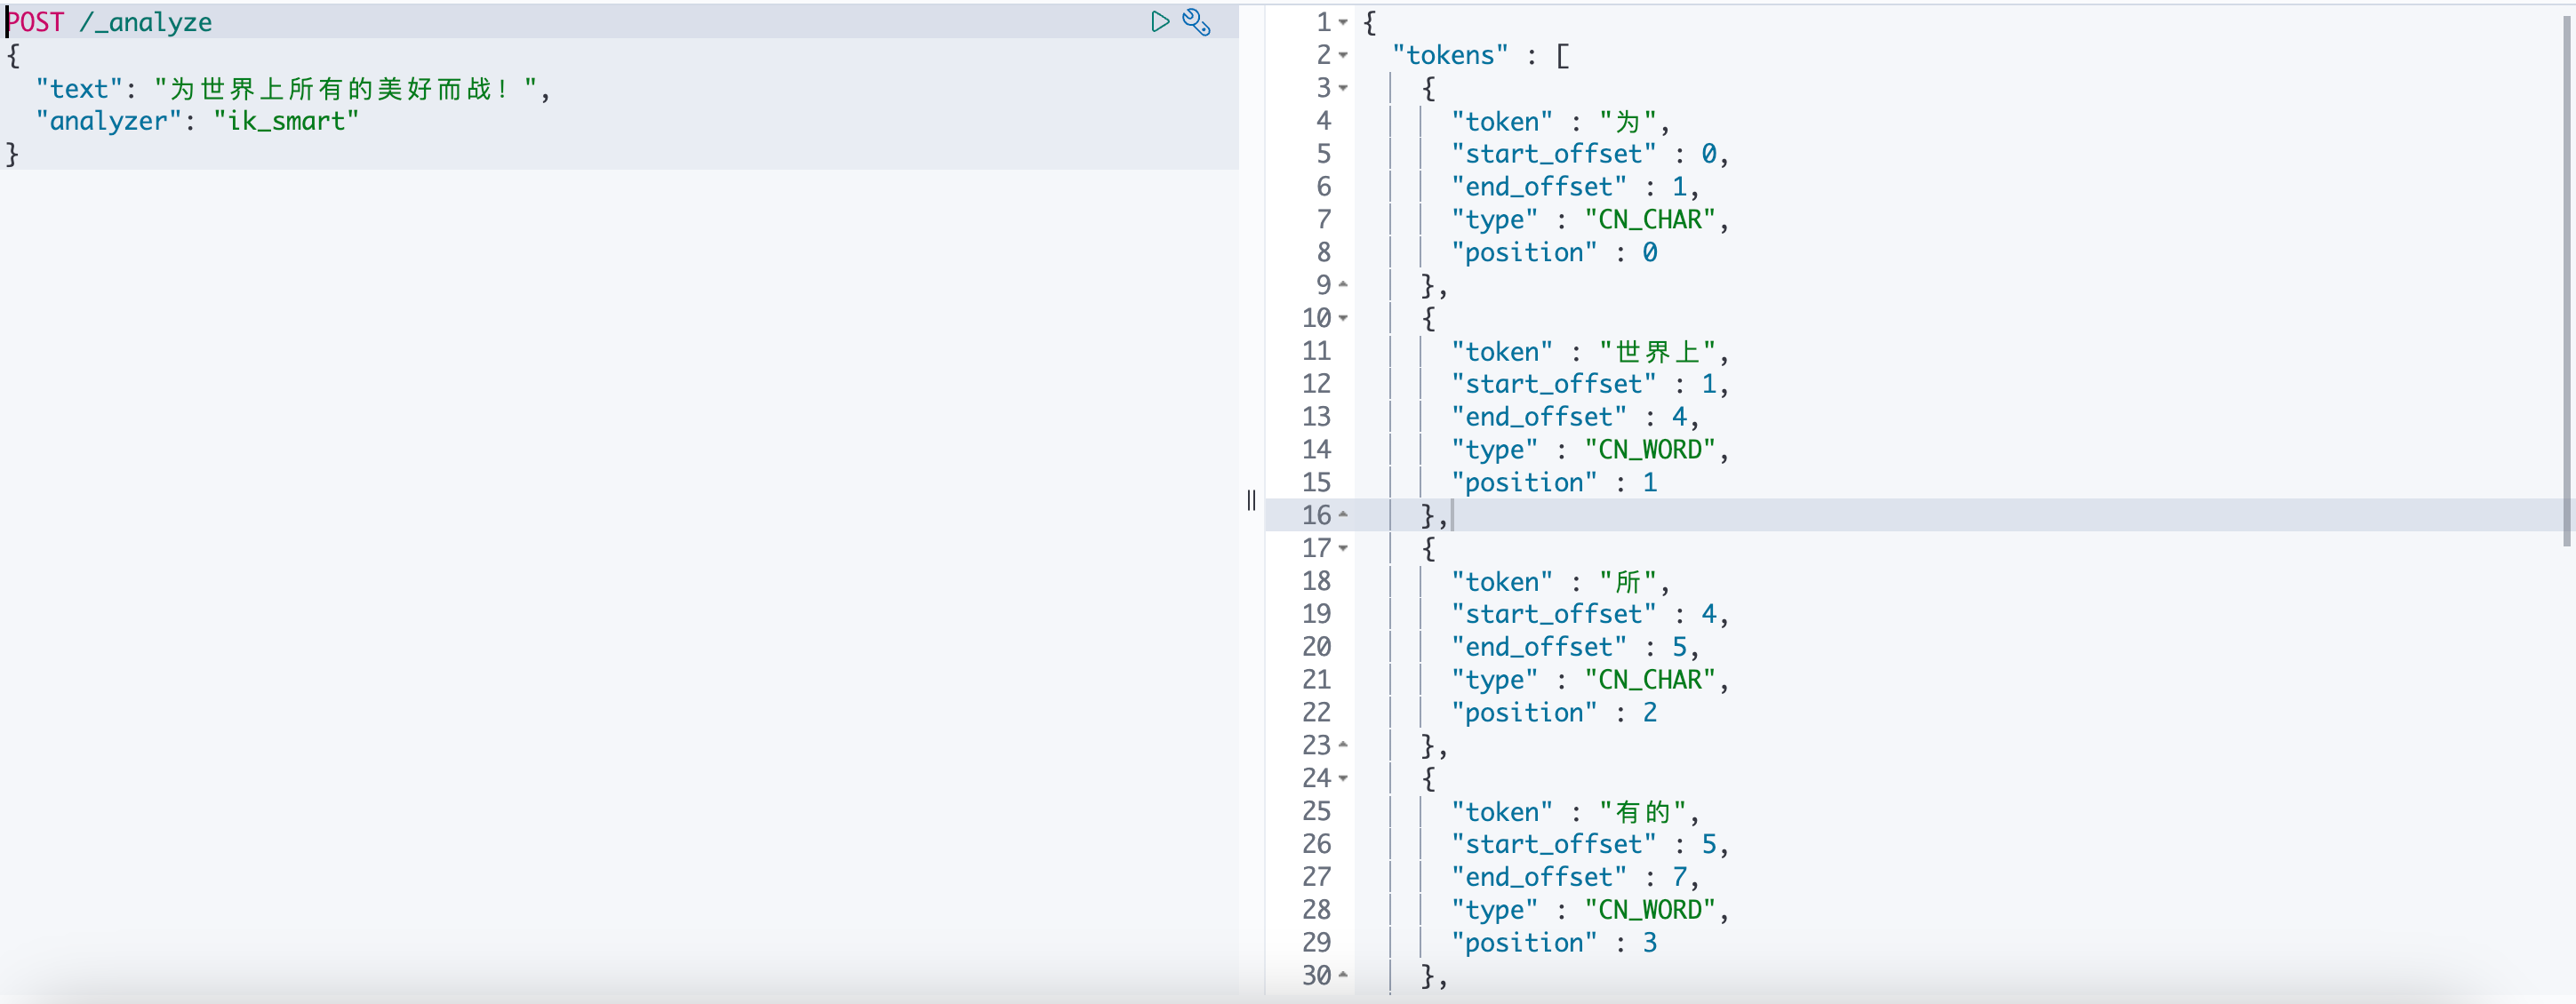 POST /_analyze
{
  "text": "为世界上所有的美好而战！",
  "analyzer": "ik_smart"
}
1 {
2   "tokens" : [
3     {
4       "token" : "为",
5       "start_offset" : 0,
6       "end_offset" : 1,
7       "type" : "CN_CHAR",
8       "position" : 0
9     },
10     {
11       "token" : "世界上",
12       "start_offset" : 1,
13       "end_offset" : 4,
14       "type" : "CN_WORD",
15       "position" : 1
16     },
17     {
18       "token" : "所",
19       "start_offset" : 4,
20       "end_offset" : 5,
21       "type" : "CN_CHAR",
22       "position" : 2
23     },
24     {
25       "token" : "有的",
26       "start_offset" : 5,
27       "end_offset" : 7,
28       "type" : "CN_WORD",
29       "position" : 3
30     },